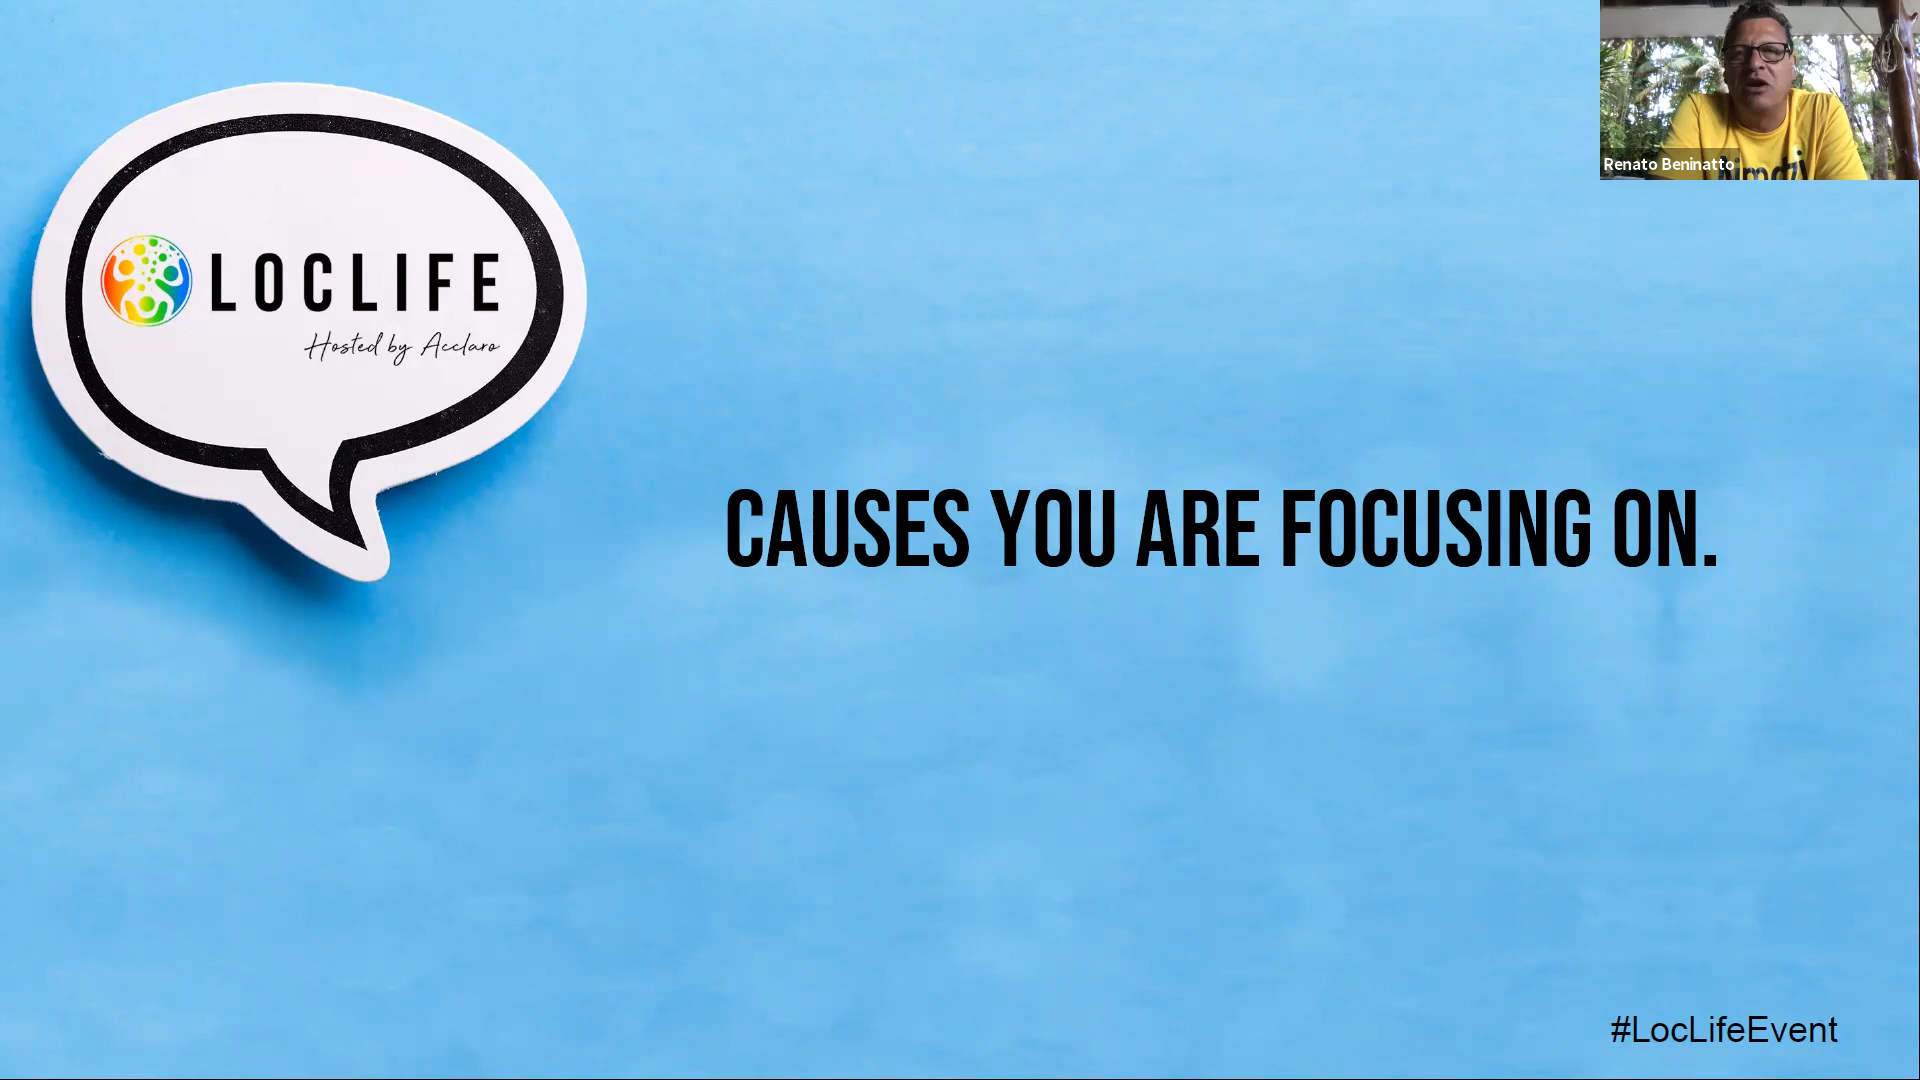 LOCLIFE
Hosted by Acclaro
Renato Beninatto
CAUSES YOU ARE FOCUSING ON.
#LocLifeEvent